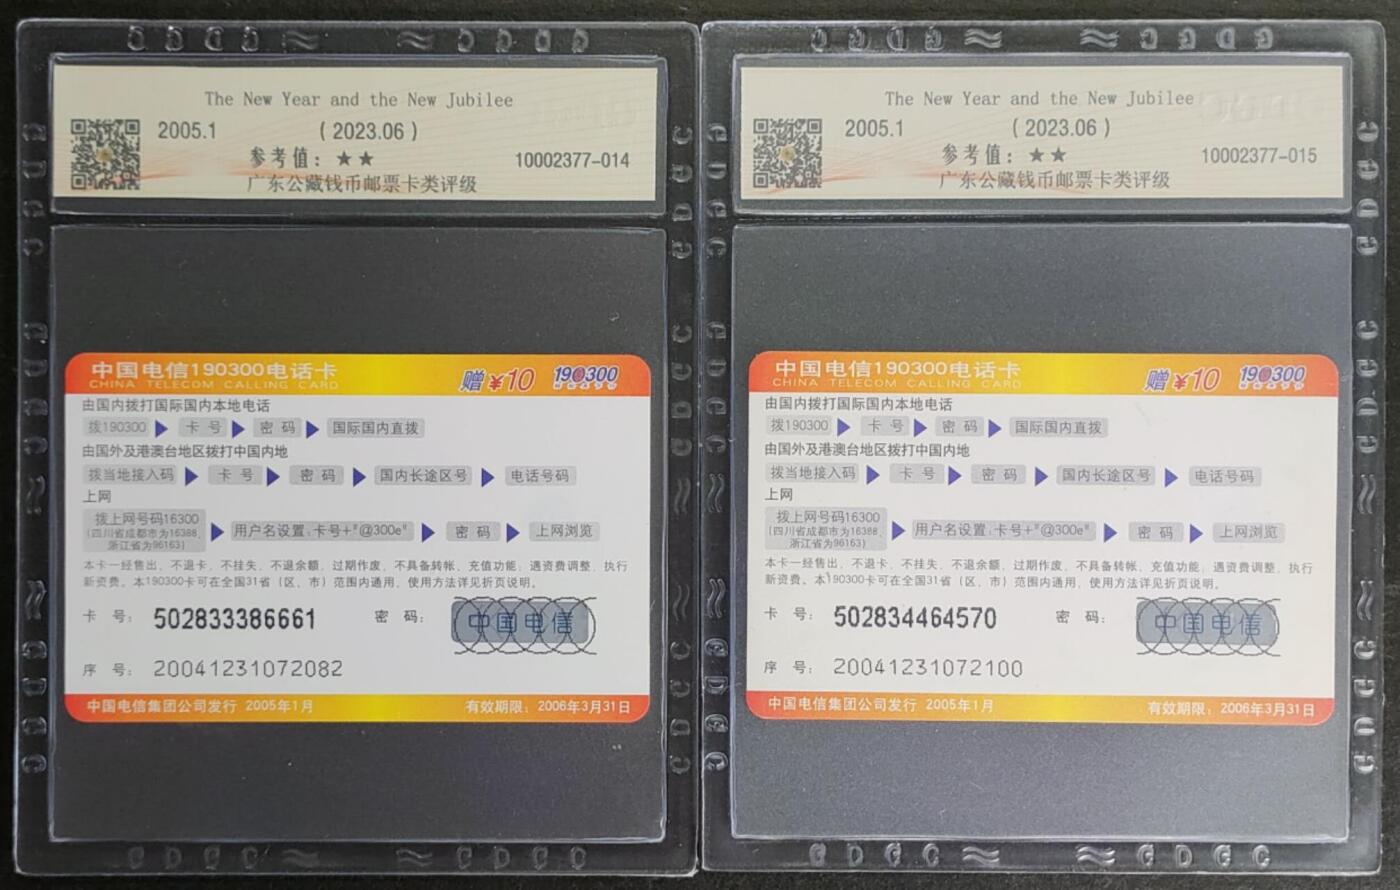 The New Year and the New Jubilee
2005.1 (2023.06)
参考值：★★ 10002377-014
广东公藏钱币邮票卡类评级
中国电信190300电话卡
CHINA TELECOM CALLING CARD
赠¥10 190300
由国内拨打国际国内本地电话
拨190300 卡号 密码 国际国内直拨
由国外及港澳台地区拨打中国内地
拨当地接入码 卡号 密码 国内长途区号 电话号码
上网
拨上网号码16300
(四川省成都市为16388、
浙江省为96163) 用户名设置：卡号+"@300e" 密码 上网浏览
本卡一经售出，不退卡，不挂失，不退余额，过期作废，不具备转帐、充值功能；遇资费调整，执行
新资费。本190300卡可在全国31省（区、市）范围内通用，使用方法详见折页说明。
卡号： 502833386661 密码： 中国电信
序号： 20041231072082
中国电信集团公司发行 2005年1月 有效期限：2006年3月31日
The New Year and the New Jubilee
2005.1 (2023.06)
参考值：★★ 10002377-015
广东公藏钱币邮票卡类评级
中国电信190300电话卡
CHINA TELECOM CALLING CARD
赠¥10 190300
由国内拨打国际国内本地电话
拨190300 卡号 密码 国际国内直拨
由国外及港澳台地区拨打中国内地
拨当地接入码 卡号 密码 国内长途区号 电话号码
上网
拨上网号码16300
(四川省成都市为16388、
浙江省为96163) 用户名设置：卡号+"@300e" 密码 上网浏览
本卡一经售出，不退卡，不挂失，不退余额，过期作废，不具备转帐、充值功能；遇资费调整，执行
新资费。本190300卡可在全国31省（区、市）范围内通用，使用方法详见折页说明。
卡号： 502834464570 密码： 中国电信
序号： 20041231072100
中国电信集团公司发行 2005年1月 有效期限：2006年3月31日